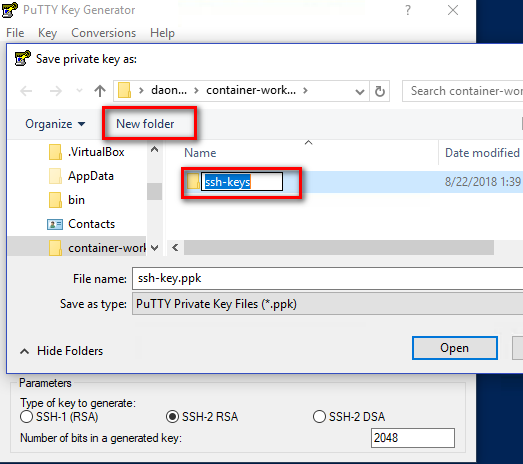 PuTTY Key Generator
File Key Conversions Help
Save private key as:
daon... container-work... Search container-wo
Organize New folder
.VirtualBox
AppData
bin
Contacts
container-work
Name Date modified
ssh-keys 8/22/2018 1:39
File name: ssh-key.ppk
Save as type: PuTTY Private Key Files (*.ppk)
Hide Folders Open
Parameters
Type of key to generate:
SSH-1 (RSA) SSH-2 RSA SSH-2 DSA
Number of bits in a generated key: 2048